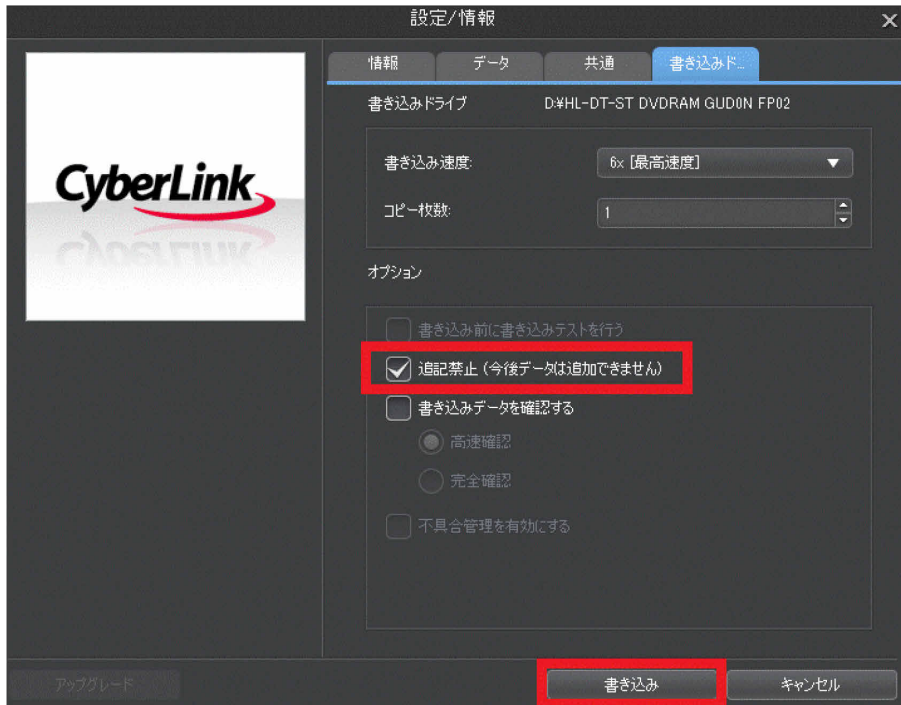 設定/情報
CyberLink
情報 データ 共通 書き込みド...
書き込みドライブ D:¥HL-DT-ST DVDRAM GUD0N FP02
書き込み速度: 6x [最高速度]
コピー枚数: 1
オプション
書き込み前に書き込みテストを行う
追記禁止 (今後データは追加できません)
書き込みデータを確認する
高速確認
完全確認
不具合管理を有効にする
アップグレード 書き込み キャンセル